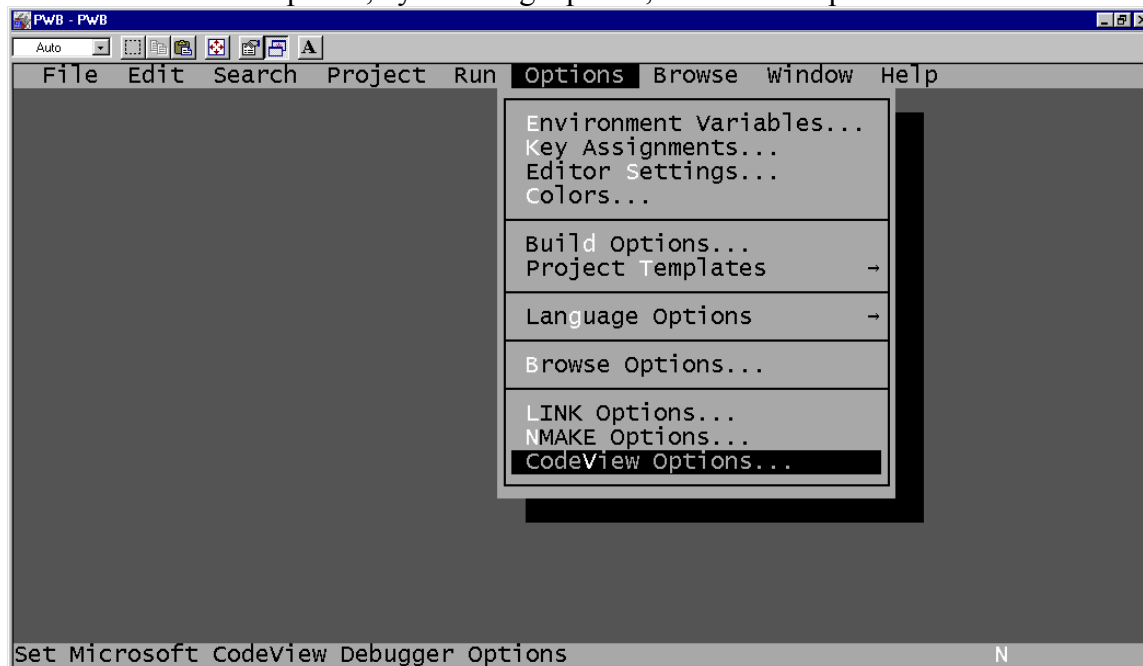 PWB - PWB
Auto A
File Edit Search Project Run Options Browse Window Help
Environment Variables...
Key Assignments...
Editor Settings...
Colors...
Build Options...
Project Templates →
Language Options →
Browse Options...
LINK Options...
NMAKE Options...
CodeView Options...
Set Microsoft CodeView Debugger Options N